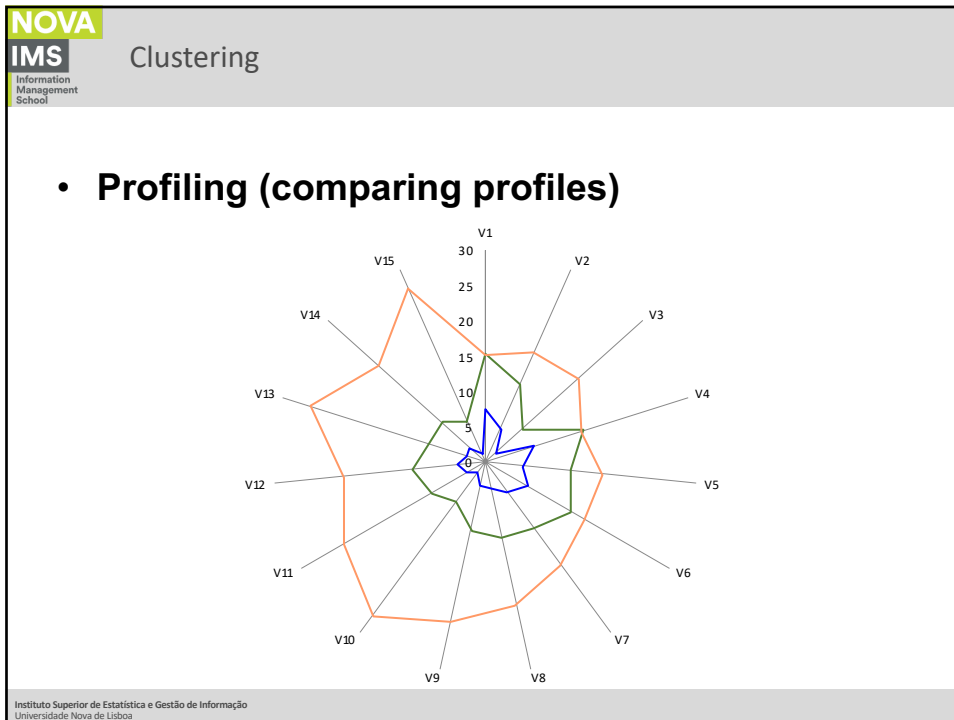 NOVA
IMS
Information
Management
School
Clustering
• Profiling (comparing profiles)
V1
30
V15
V2
25
V14
V3
20
15
V13
V4
10
5
0
V12
V5
V11
V6
V10
V7
V9
V8
Instituto Superior de Estatística e Gestão de Informação
Universidade Nova de Lisboa